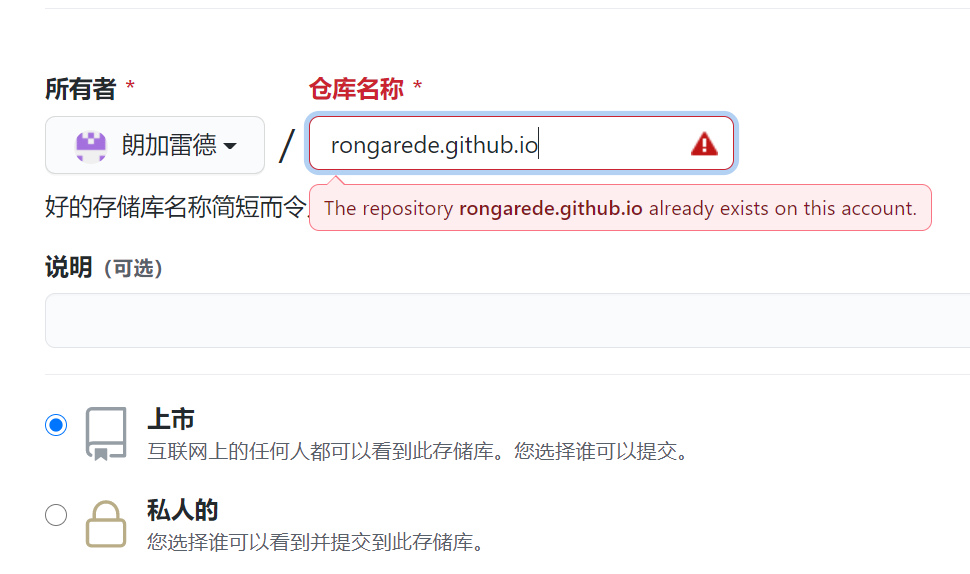 所有者 *
仓库名称 *
朗加雷德
/
rongarede.github.io
好的存储库名称简短而令
The repository rongarede.github.io already exists on this account.
说明（可选）
上市
互联网上的任何人都可以看到此存储库。您选择谁可以提交。
私人的
您选择谁可以看到并提交到此存储库。